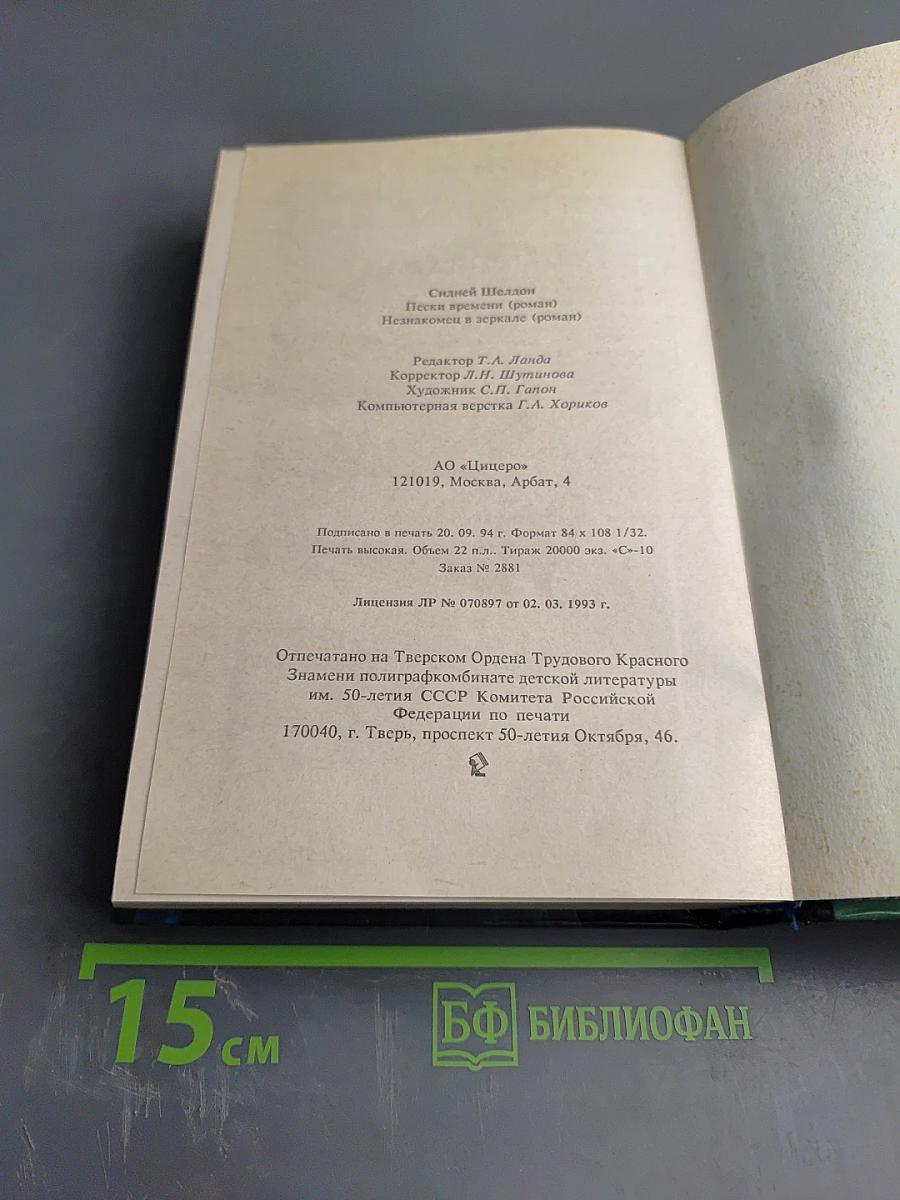 Сидней Шелдон
Пески времени (роман)
Незнакомец в зеркале (роман)
Редактор Т.А. Ланда
Корректор Л.Н. Шутинова
Художник С.П. Гапон
Компьютерная верстка Г.А. Хориков
АО «Цицеро»
121019, Москва, Арбат, 4
Подписано в печать 20. 09. 94 г. Формат 84 x 108 1/32.
Печать высокая. Объем 22 п.л.. Тираж 20000 экз. «С»-10
Заказ № 2881
Лицензия ЛР № 070897 от 02. 03. 1993 г.
Отпечатано на Тверском Ордена Трудового Красного
Знамени полиграфкомбинате детской литературы
им. 50-летия СССР Комитета Российской
Федерации по печати
170040, г. Тверь, проспект 50-летия Октября, 46.
15 см
БФ БИБЛИОФАН